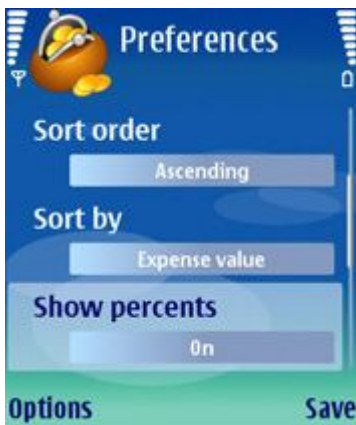 Preferences
Sort order
Ascending
Sort by
Expense value
Show percents
On
Options Save